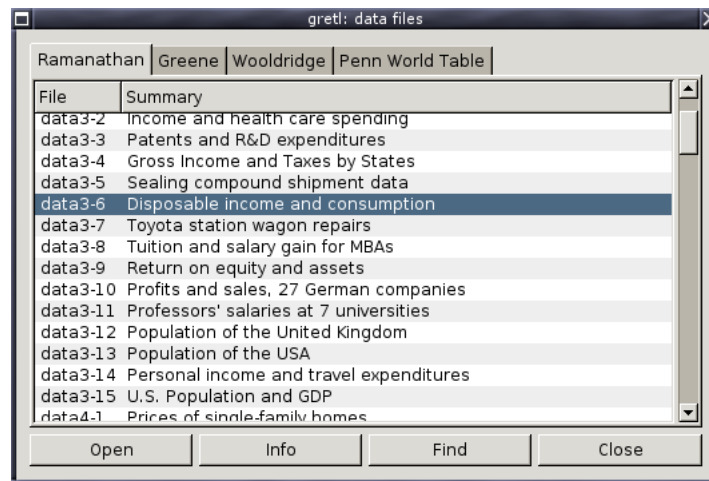 gretl: data files
Ramanathan Greene Wooldridge Penn World Table
File Summary
data3-2 Income and health care spending
data3-3 Patents and R&D expenditures
data3-4 Gross Income and Taxes by States
data3-5 Sealing compound shipment data
data3-6 Disposable income and consumption
data3-7 Toyota station wagon repairs
data3-8 Tuition and salary gain for MBAs
data3-9 Return on equity and assets
data3-10 Profits and sales, 27 German companies
data3-11 Professors' salaries at 7 universities
data3-12 Population of the United Kingdom
data3-13 Population of the USA
data3-14 Personal income and travel expenditures
data3-15 U.S. Population and GDP
data4-1 Prices of single-family homes
Open Info Find Close